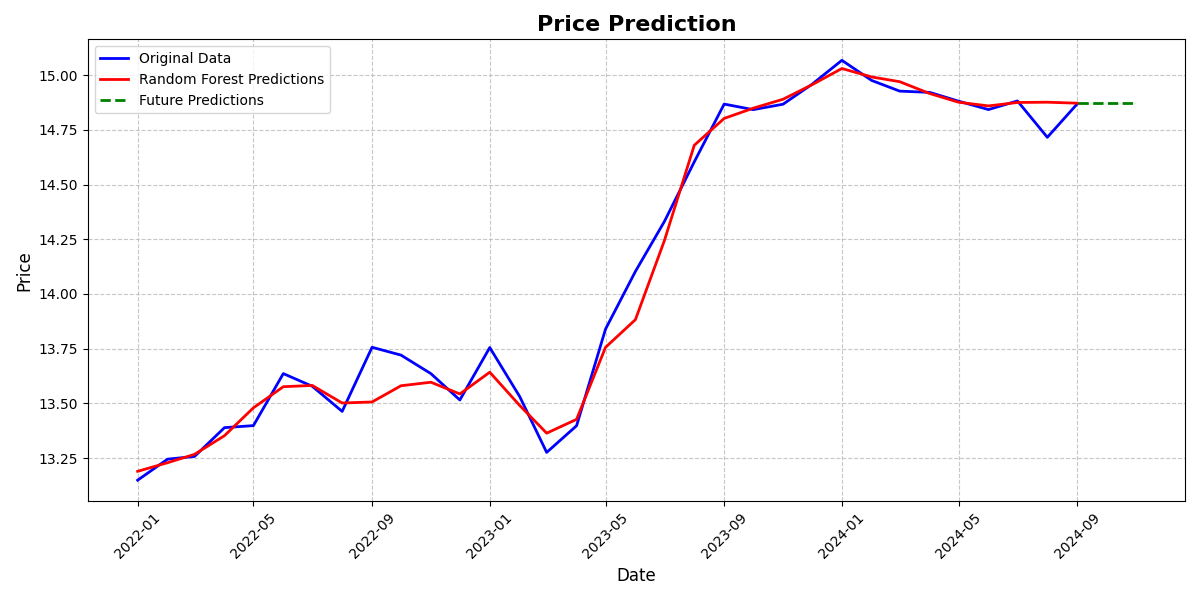 Price Prediction
Original Data
Random Forest Predictions
Future Predictions
Price
15.00
14.75
14.50
14.25
14.00
13.75
13.50
13.25
2022-01
2022-05
2022-09
2023-01
2023-05
2023-09
2024-01
2024-05
2024-09
Date